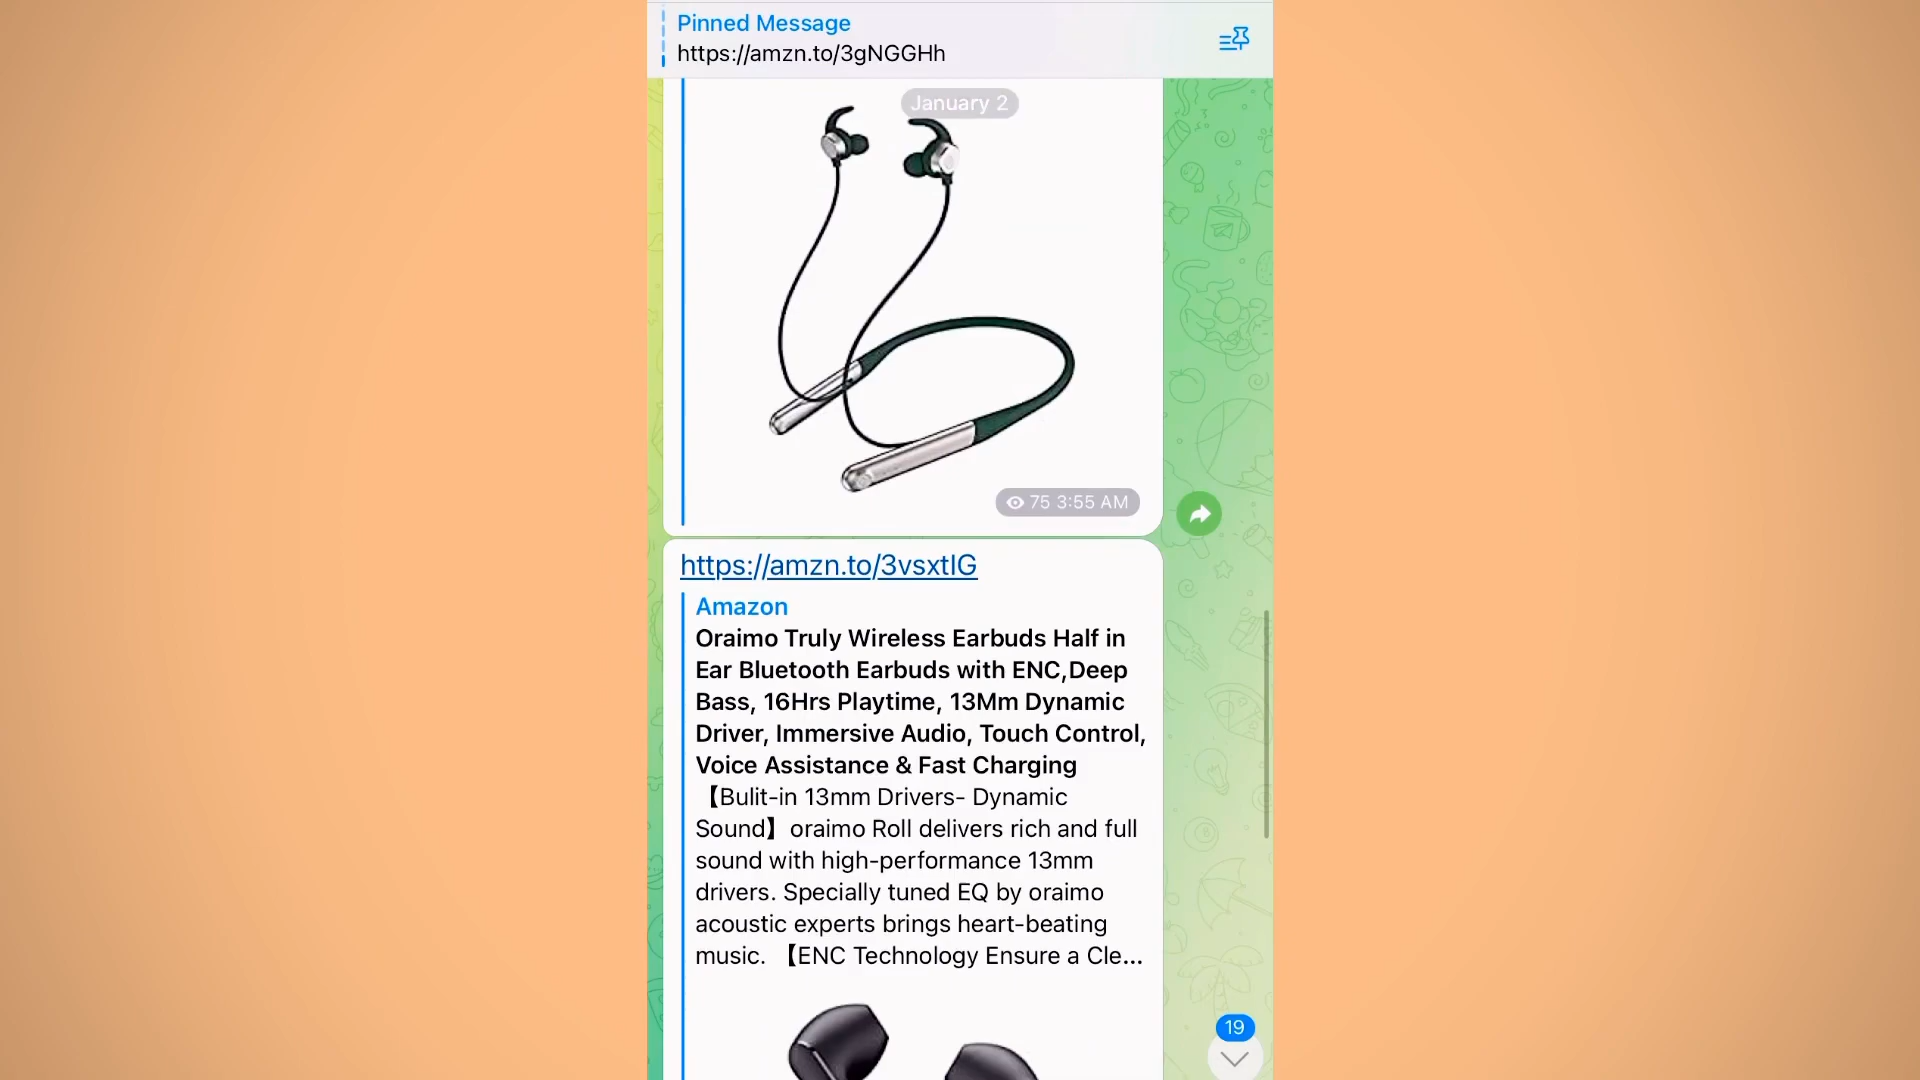 Pinned Message
https://amzn.to/3gNGGHh
January 2
75 3:55 AM
https://amzn.to/3vsxtIG
Amazon
Oraimo Truly Wireless Earbuds Half in
Ear Bluetooth Earbuds with ENC,Deep
Bass, 16Hrs Playtime, 13Mm Dynamic
Driver, Immersive Audio, Touch Control,
Voice Assistance & Fast Charging
【Bulit-in 13mm Drivers- Dynamic
Sound】oraimo Roll delivers rich and full
sound with high-performance 13mm
drivers. Specially tuned EQ by oraimo
acoustic experts brings heart-beating
music. 【ENC Technology Ensure a Cle...
19